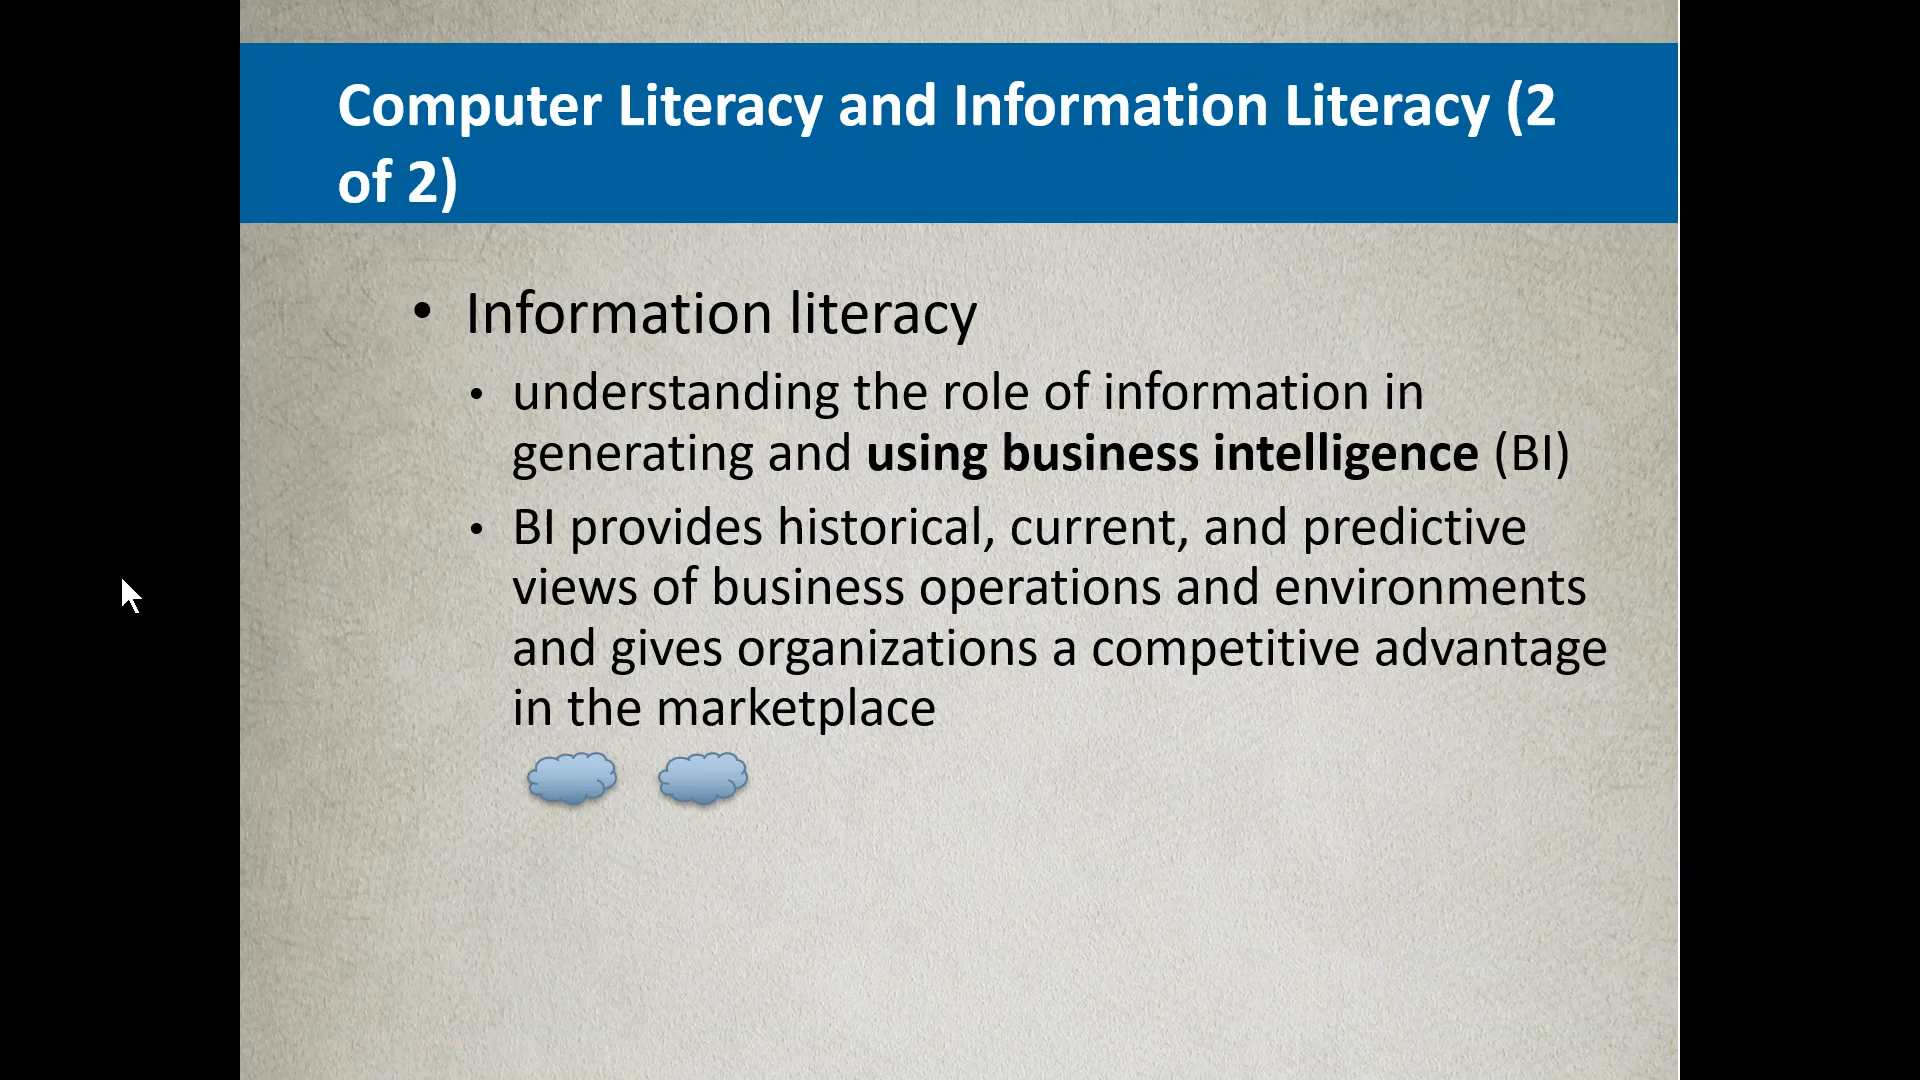 Computer Literacy and Information Literacy (2
of 2)
• Information literacy
• understanding the role of information in
generating and using business intelligence (BI)
• BI provides historical, current, and predictive
views of business operations and environments
and gives organizations a competitive advantage
in the marketplace